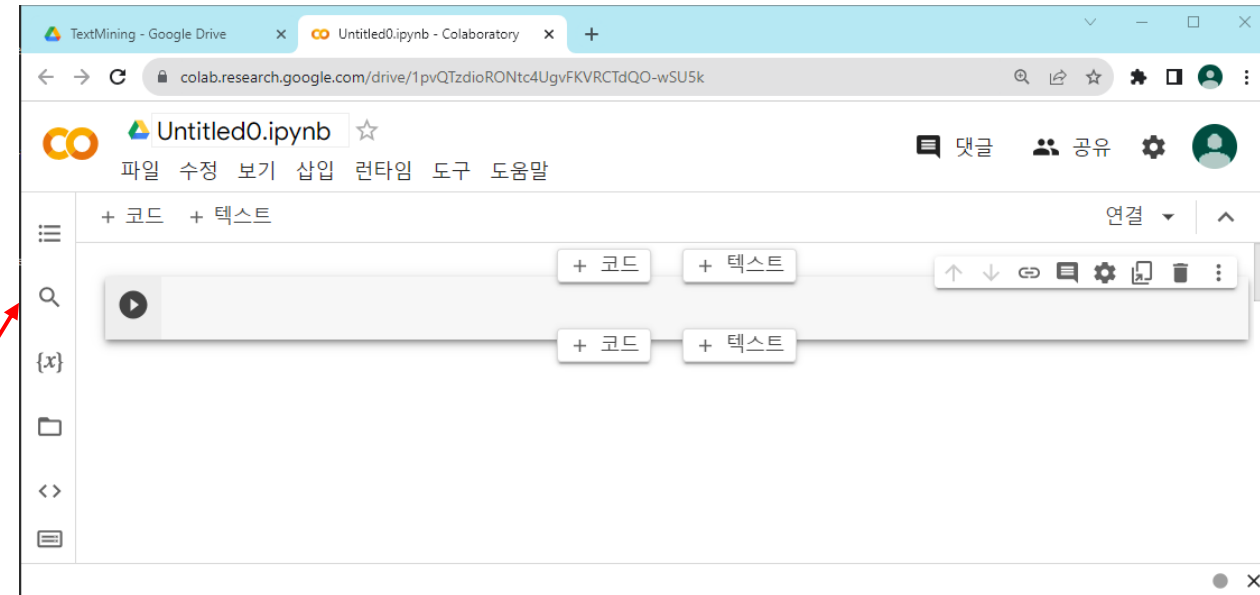 TextMining - Google Drive
Untitled0.ipynb - Colaboratory
colab.research.google.com/drive/1pvQTzdioRONtc4UgvFKVRCTdQO-wSU5k
Untitled0.ipynb
댓글 공유
파일 수정 보기 삽입 런타임 도구 도움말
+ 코드 + 텍스트 연결
+ 코드 + 텍스트
+ 코드 + 텍스트
{x}